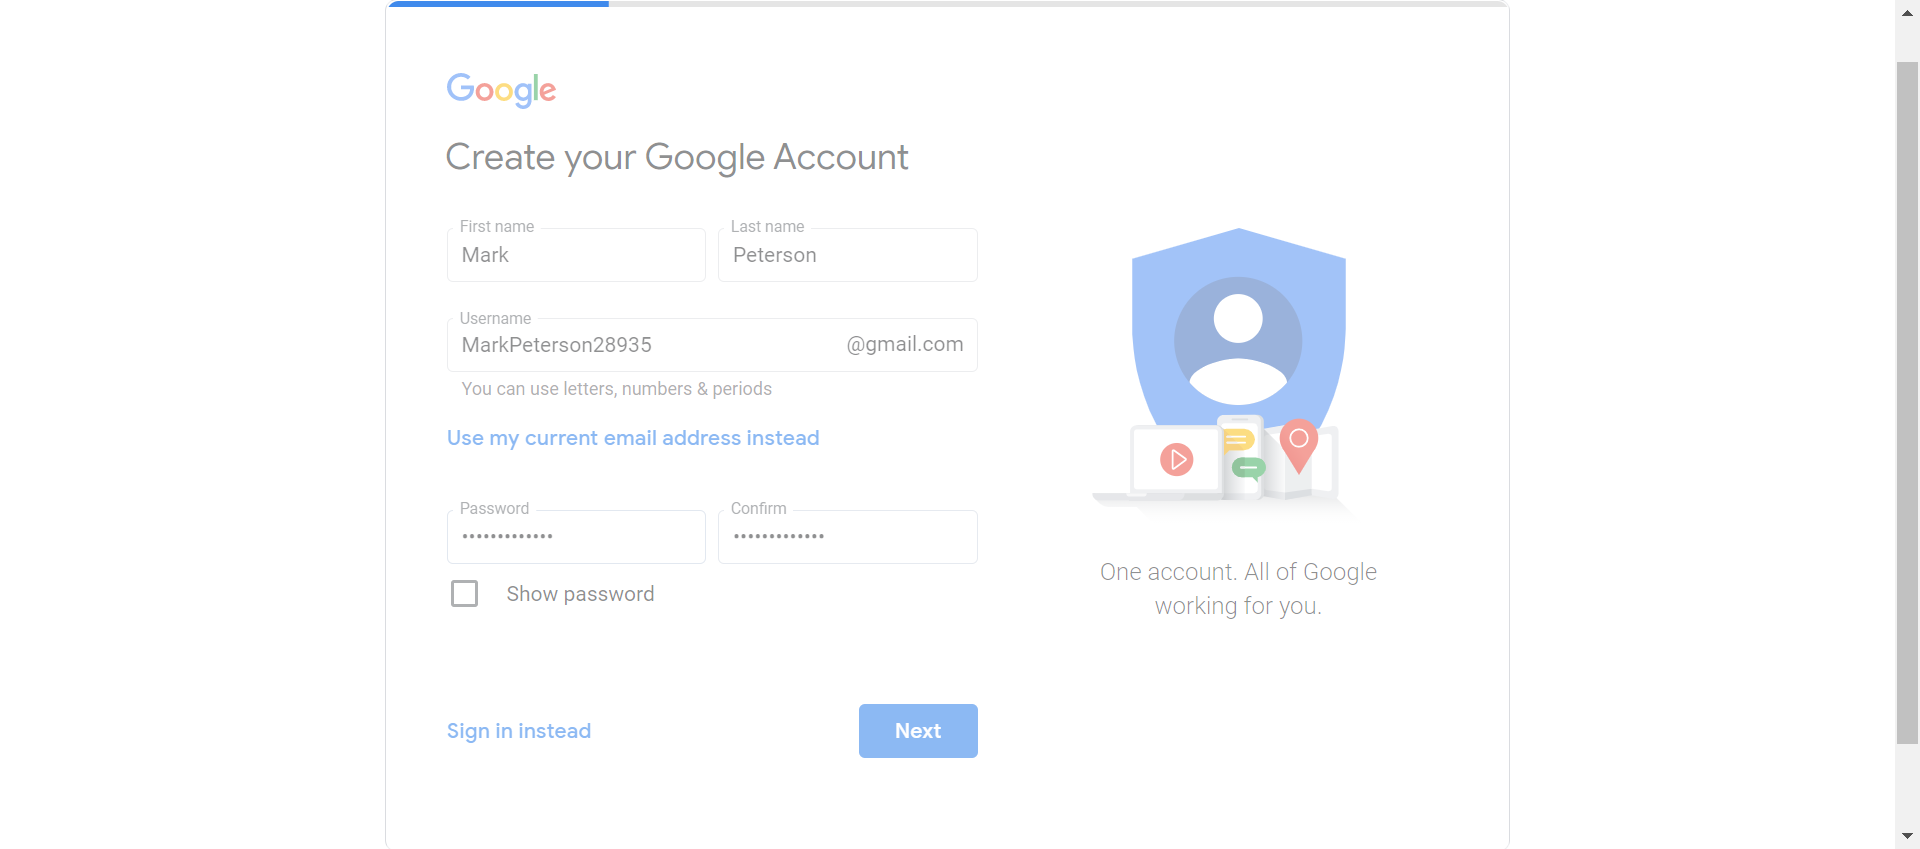 Google
Create your Google Account
First name
Last name
Mark
Peterson
Username
MarkPeterson28935
@gmail.com
You can use letters, numbers & periods
Use my current email address instead
Password
Confirm
•••••••••••••
•••••••••••••
Show password
One account. All of Google
working for you.
Sign in instead
Next